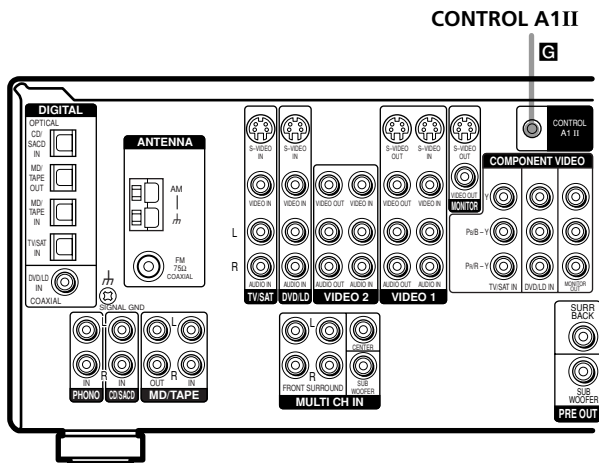 CONTROL A1II
G
DIGITAL
OPTICAL
CD/
SACD
IN
MD/
TAPE
OUT
MD/
TAPE
IN
TV/SAT
IN
DVD/LD
IN
COAXIAL
ANTENNA
AM
FM
75Ω
COAXIAL
SIGNAL GND
L
R
IN
IN
PHONO
CD/SACD
L
R
OUT
IN
MD/TAPE
S-VIDEO
IN
S-VIDEO
IN
S-VIDEO
OUT
S-VIDEO
IN
S-VIDEO
OUT
VIDEO IN
VIDEO IN
VIDEO OUT
VIDEO IN
VIDEO OUT
VIDEO IN
VIDEO OUT
MONITOR
L
R
AUDIO IN
AUDIO IN
AUDIO OUT
AUDIO IN
AUDIO OUT
AUDIO IN
TV/SAT
DVD/LD
VIDEO 2
VIDEO 1
L
R
FRONT
SURROUND
CENTER
SUB
WOOFER
MULTI CH IN
CONTROL
A1 II
COMPONENT VIDEO
Y
PB/B – Y
PR/R – Y
TV/SAT IN
DVD/LD IN
MONITOR
OUT
SURR
BACK
SUB
WOOFER
PRE OUT